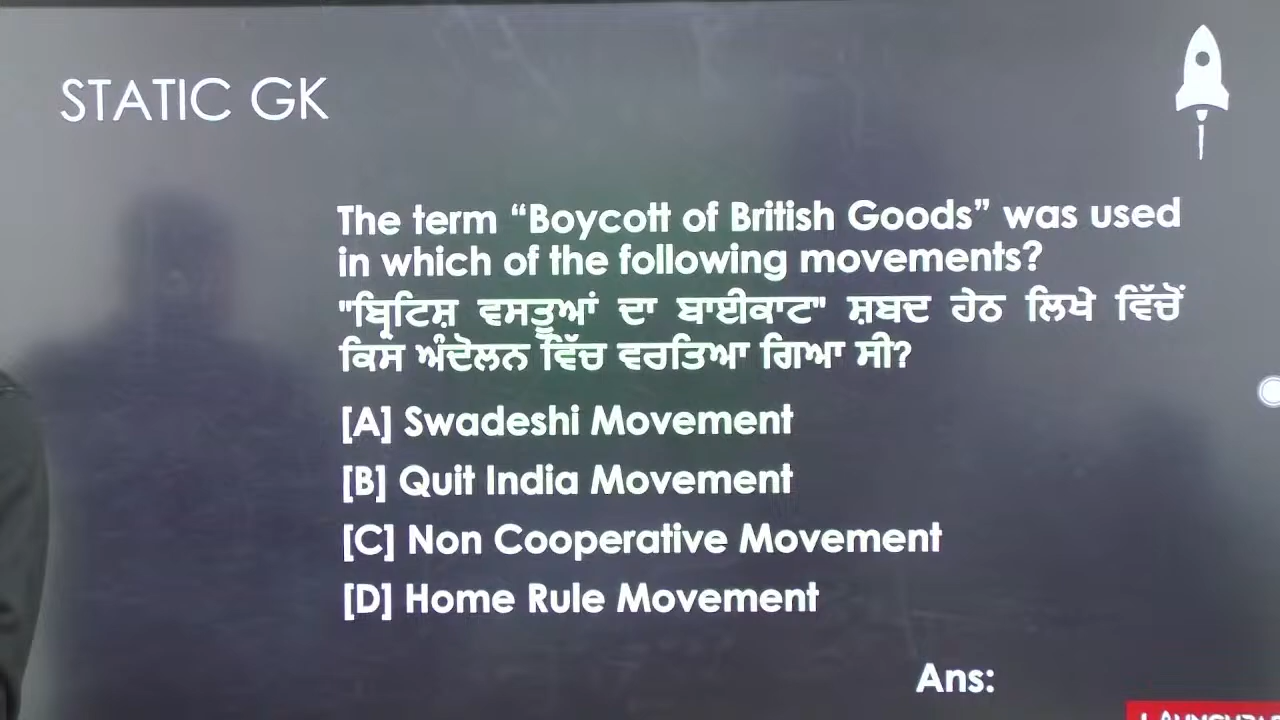 STATIC GK
The term “Boycott of British Goods” was used
in which of the following movements?
"ਬ੍ਰਿਟਿਸ਼ ਵਸਤੂਆਂ ਦਾ ਬਾਈਕਾਟ" ਸ਼ਬਦ ਹੇਠ ਲਿਖੇ ਵਿੱਚੋਂ
ਕਿਸ ਅੰਦੋਲਨ ਵਿੱਚ ਵਰਤਿਆ ਗਿਆ ਸੀ?
[A] Swadeshi Movement
[B] Quit India Movement
[C] Non Cooperative Movement
[D] Home Rule Movement
Ans: